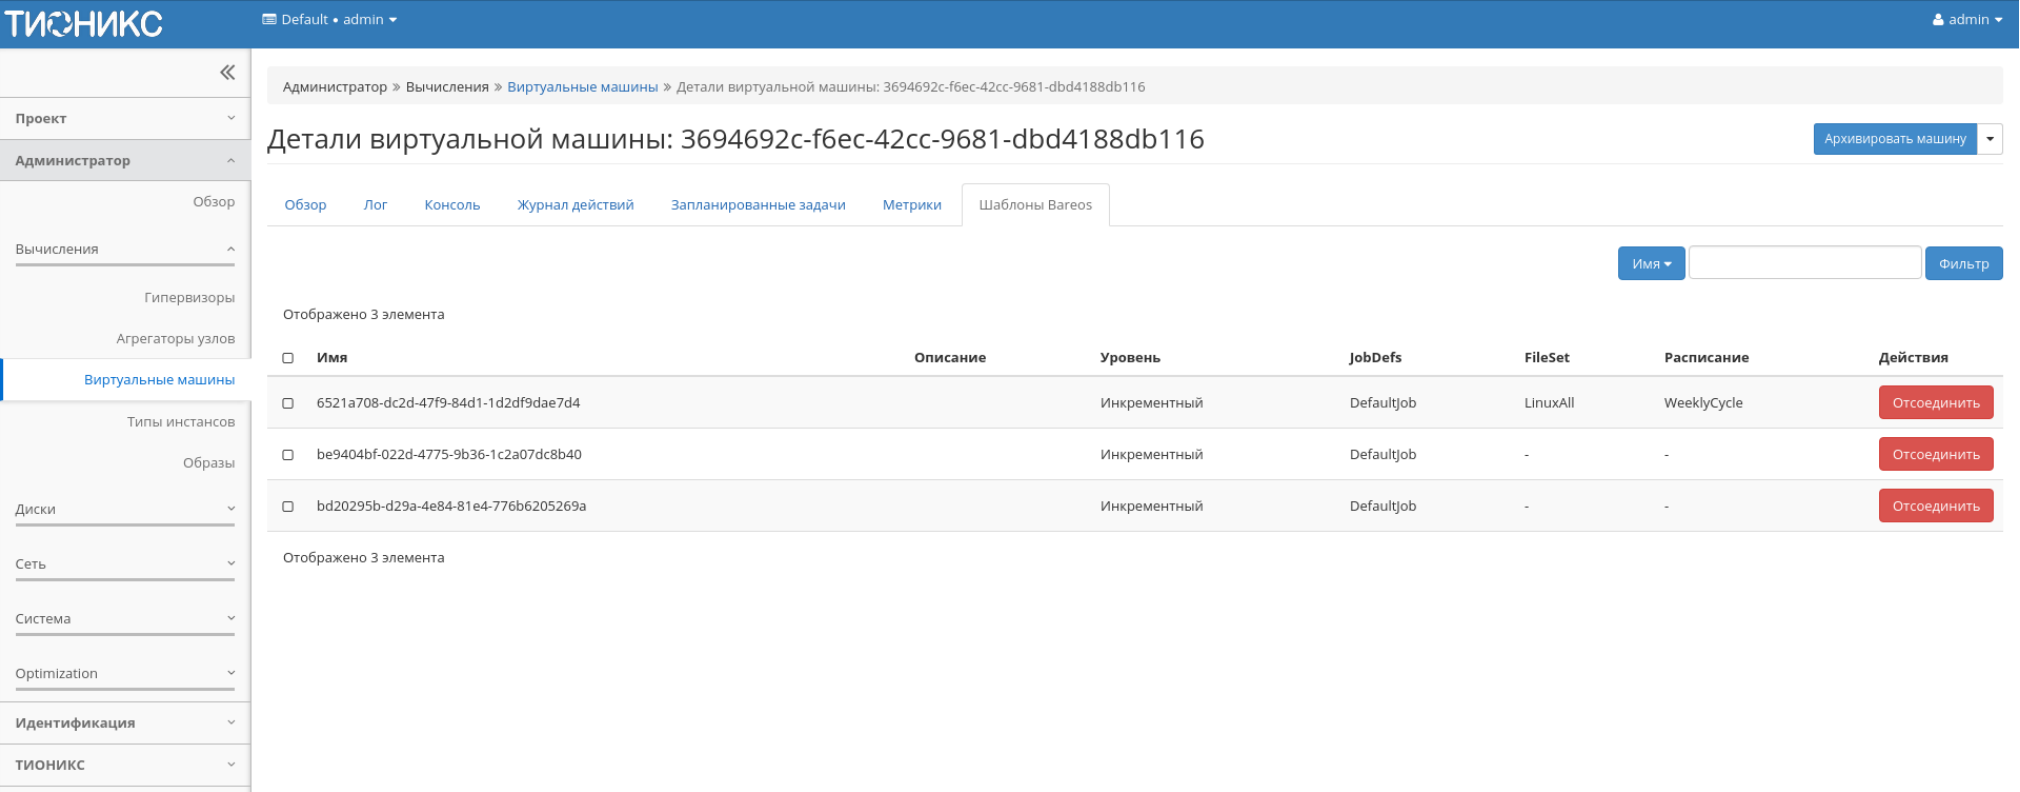 ТИОНИКС
Default • admin
admin
Проект
Администратор
Обзор
Вычисления
Гипервизоры
Агрегаторы узлов
Виртуальные машины
Типы инстансов
Образы
Диски
Сеть
Система
Optimization
Идентификация
ТИОНИКС
Администратор » Вычисления » Виртуальные машины » Детали виртуальной машины: 3694692c-f6ec-42cc-9681-dbd4188db116
Детали виртуальной машины: 3694692c-f6ec-42cc-9681-dbd4188db116
Архивировать машину
Обзор Лог Консоль Журнал действий Запланированные задачи Метрики Шаблоны Bareos
Имя Фильтр
Отображено 3 элемента
Имя Описание Уровень JobDefs FileSet Расписание Действия
6521a708-dc2d-47f9-84d1-1d2df9dae7d4 Инкрементный DefaultJob LinuxAll WeeklyCycle Отсоединить
be9404bf-022d-4775-9b36-1c2a07dc8b40 Инкрементный DefaultJob - - Отсоединить
bd20295b-d29a-4e84-81e4-776b6205269a Инкрементный DefaultJob - - Отсоединить
Отображено 3 элемента